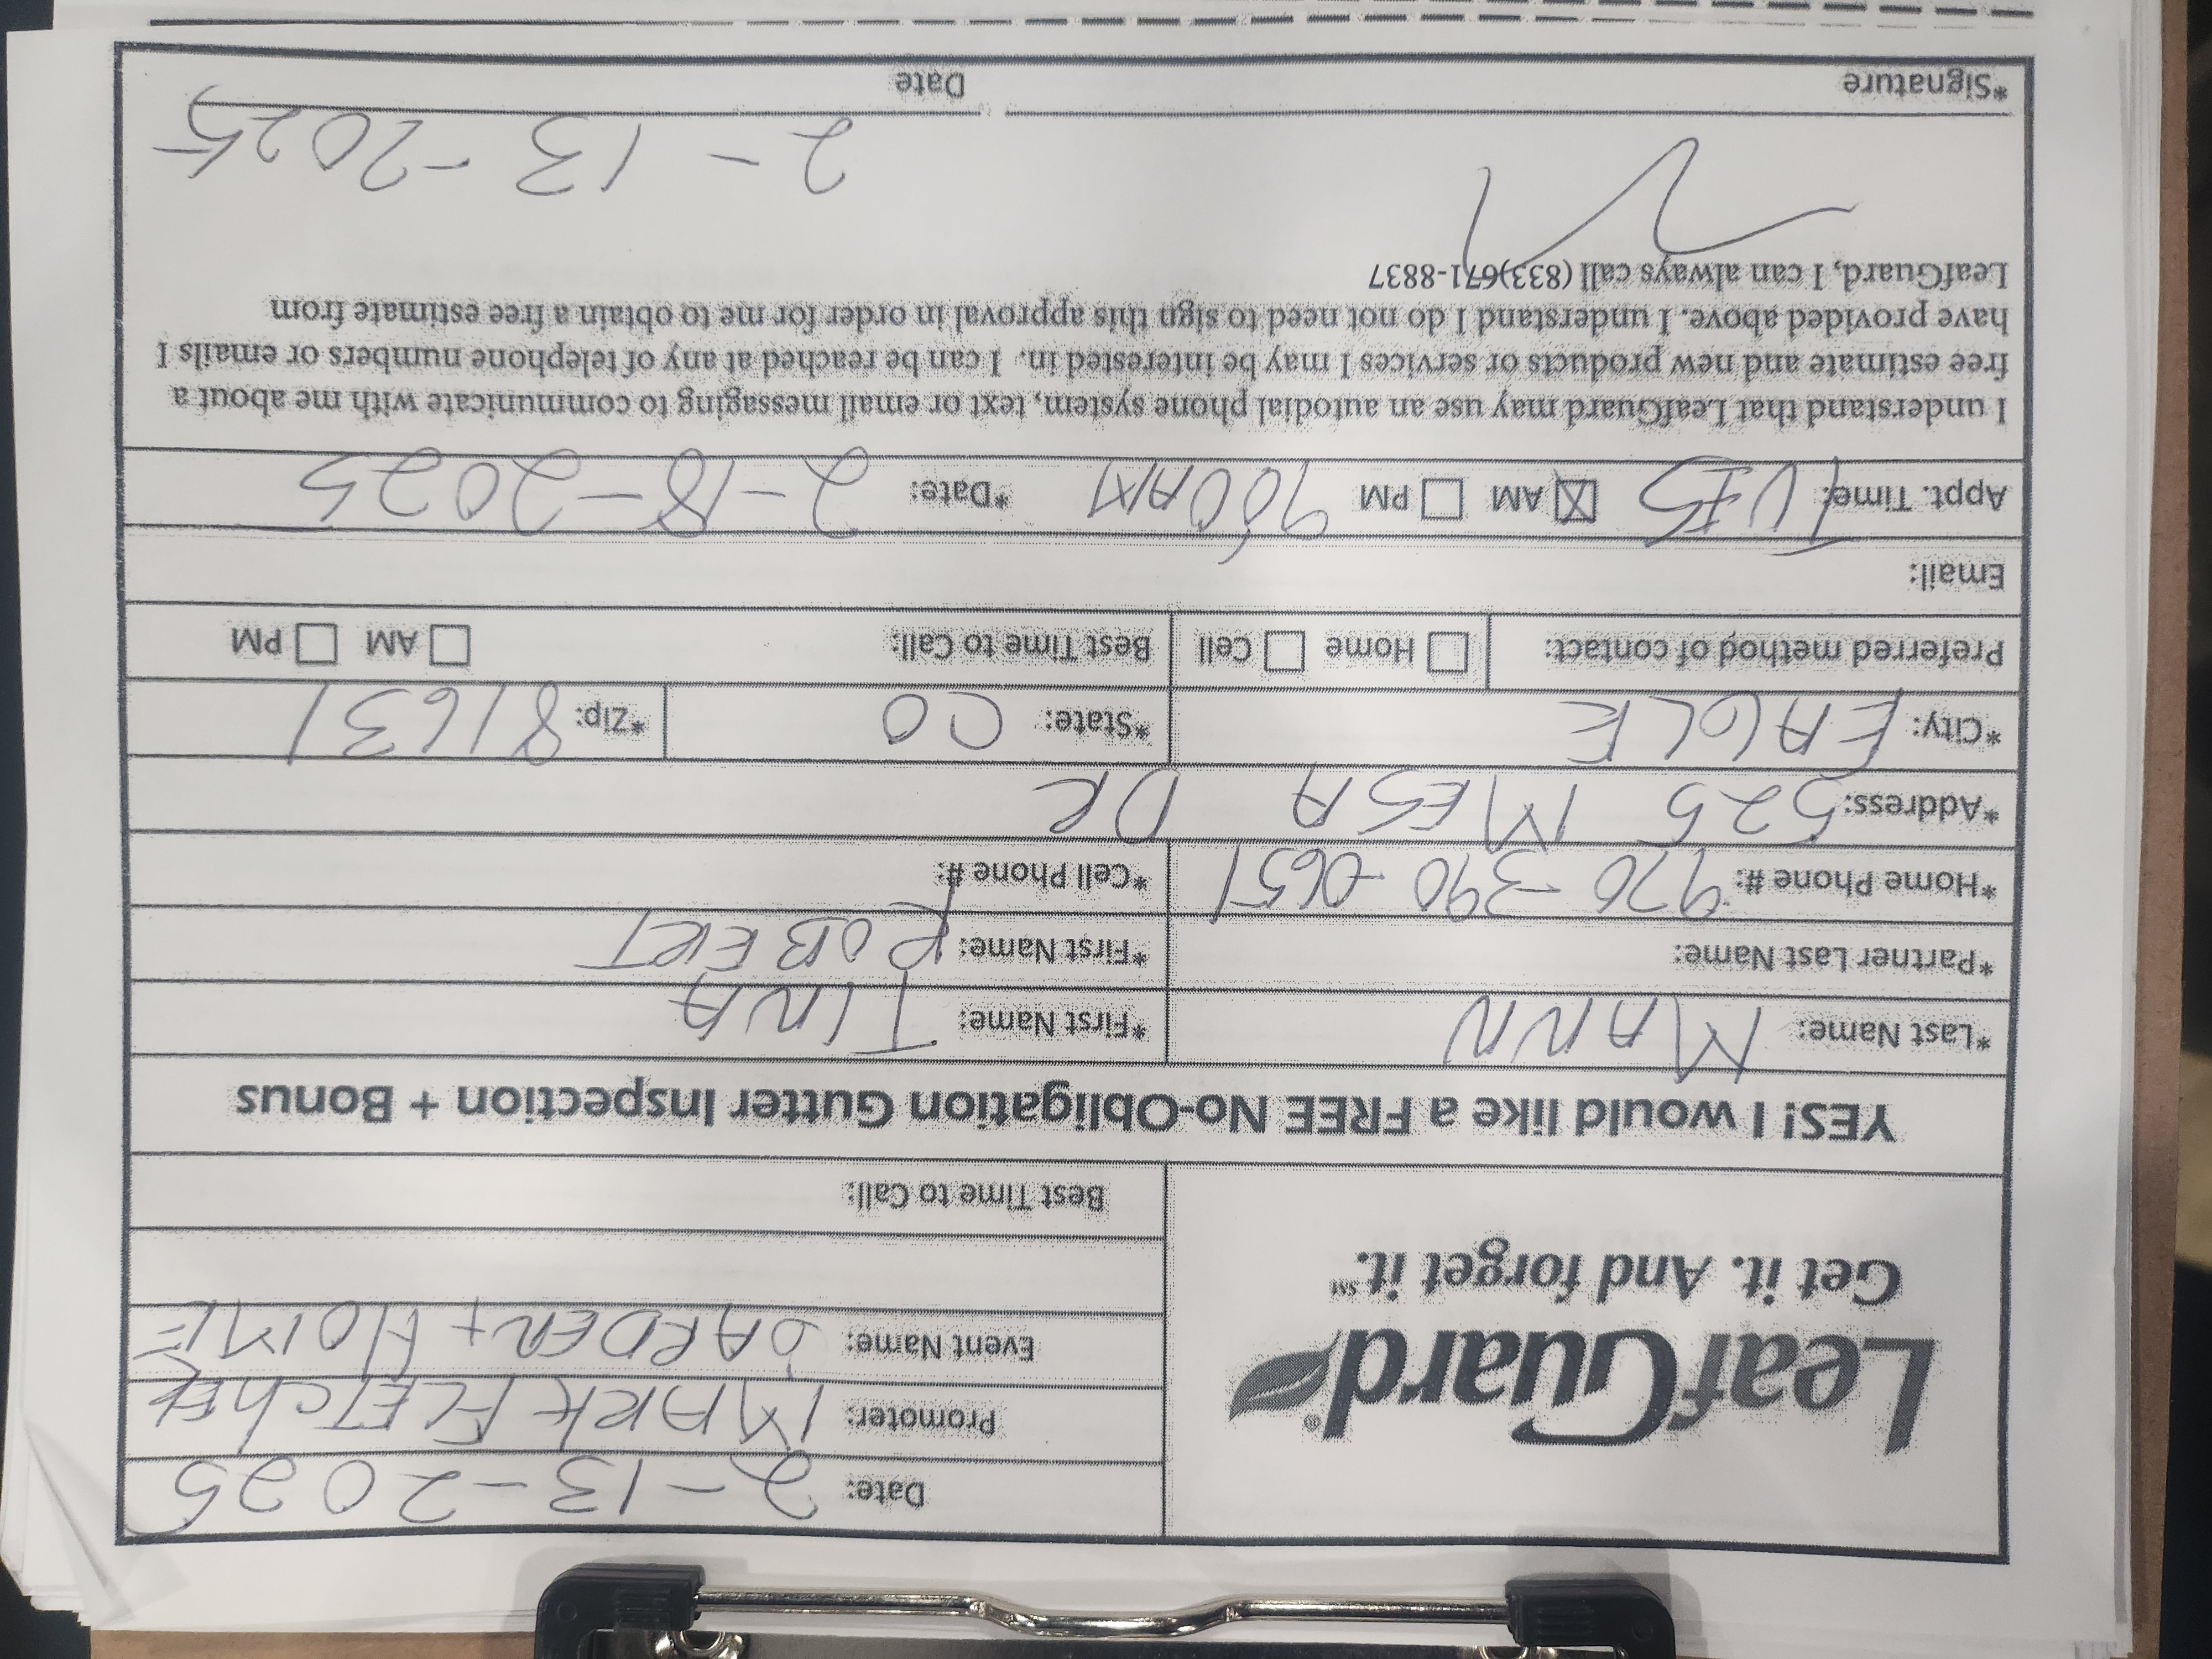 LeafGuard®
Get it. And forget it.℠
Date: 2-13-2025
Promoter: MARK FLETCHER
Event Name: GARDEN + HOME
Best Time to Call:
YES! I would like a FREE No-Obligation Gutter Inspection + Bonus
*Last Name: MANN *First Name: TINA
*Partner Last Name: *First Name: ROBERT
*Home Phone #: 970-390-0651 *Cell Phone #:
*Address: 525 MESA DR
*City: EAGLE *State: CO *Zip: 81631
Preferred method of contact: ☐ Home ☐ Cell Best Time to Call: ☐ AM ☐ PM
Email:
Appt. Time: TUES ☒ AM ☐ PM 900AM *Date: 2-18-2025
I understand that LeafGuard may use an autodial phone system, text or email messaging to communicate with me about a
free estimate and new products or services I may be interested in. I can be reached at any of telephone numbers or emails I
have provided above. I understand I do not need to sign this approval in order for me to obtain a free estimate from
LeafGuard, I can always call (833)671-8837
2-13-2025
*Signature Date